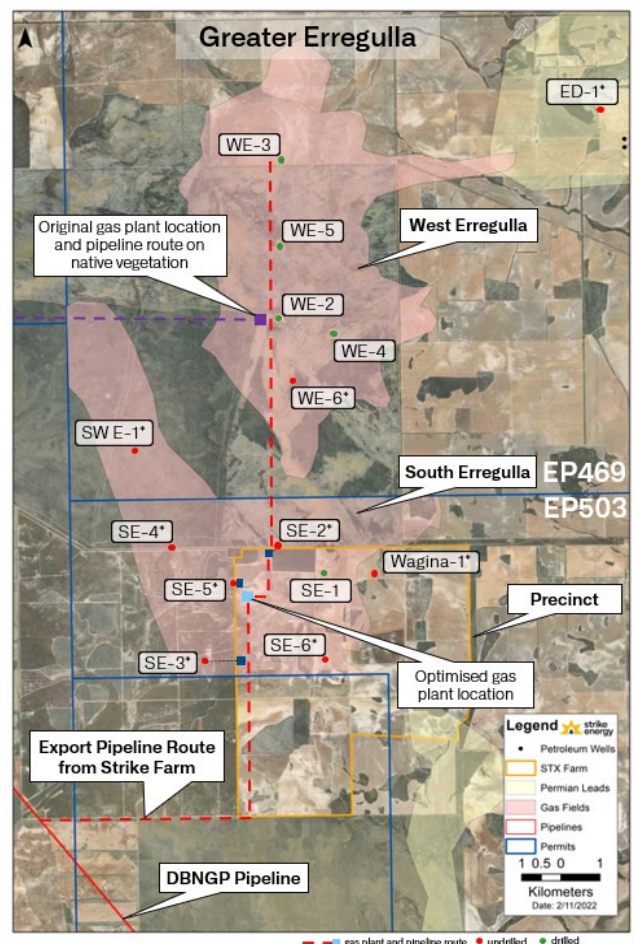 Greater Erregulla
ED-1*
WE-3
Original gas plant location
and pipeline route on
native vegetation
WE-5
West Erregulla
WE-2
WE-4
WE-6*
SW E-1*
South Erregulla
EP469
EP503
SE-4*
SE-2*
Wagina-1*
SE-5*
SE-1
Precinct
SE-3*
SE-6*
Optimised gas
plant location
Export Pipeline Route
from Strike Farm
DBNGP Pipeline
Legend
strike
energy
Petroleum Wells
STX Farm
Permian Leads
Gas Fields
Pipelines
Permits
1 0.5 0 1
Kilometers
Date: 2/11/2022
gas plant and pipeline route
undrilled
drilled